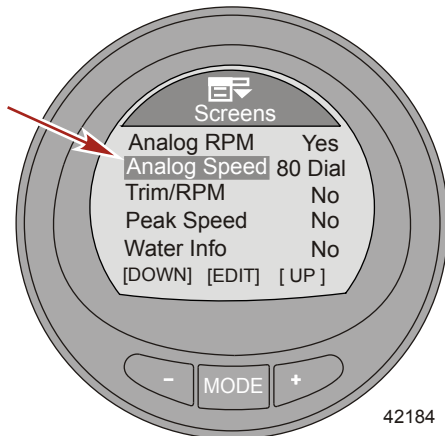 Screens
Analog RPM Yes
Analog Speed 80 Dial
Trim/RPM No
Peak Speed No
Water Info No
[DOWN] [EDIT] [ UP ]
- MODE +
42184